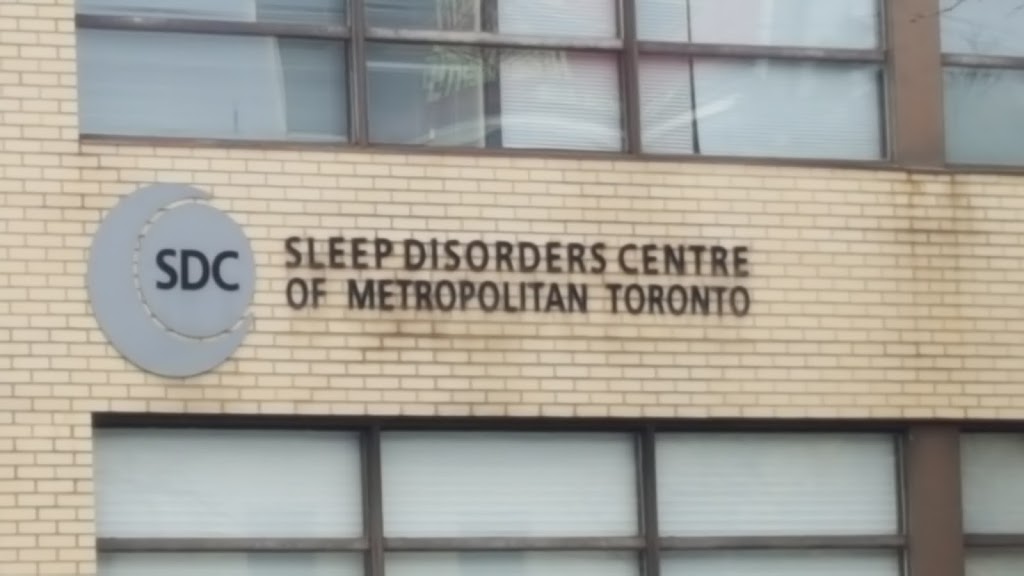 SDC
SLEEP DISORDERS CENTRE
OF METROPOLITAN TORONTO